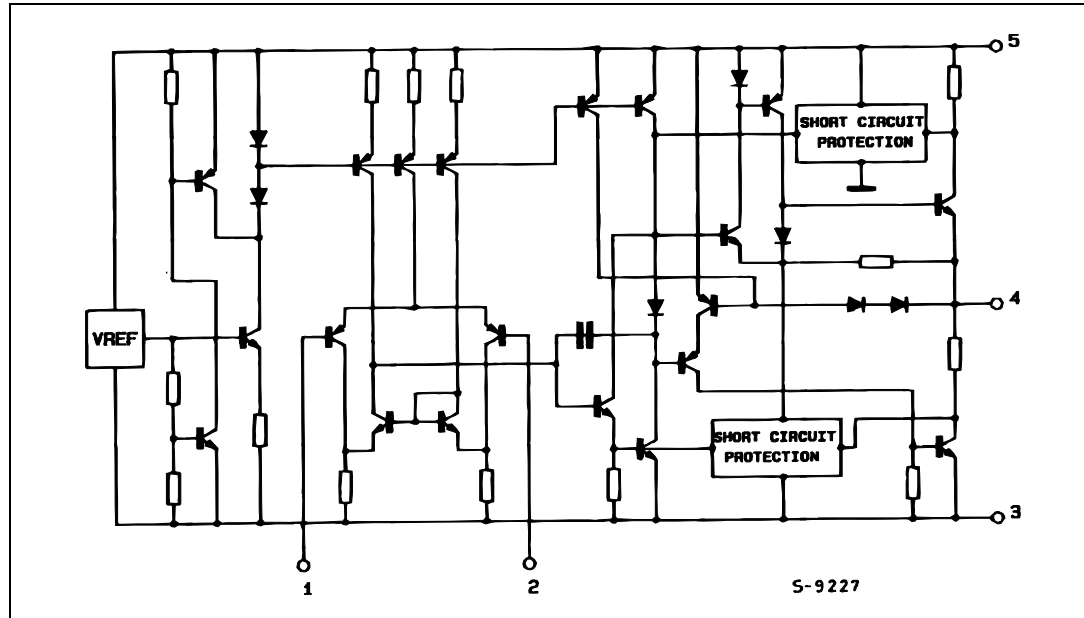 5
SHORT CIRCUIT
PROTECTION
4
VREF
SHORT CIRCUIT
PROTECTION
3
1
2
S-9227